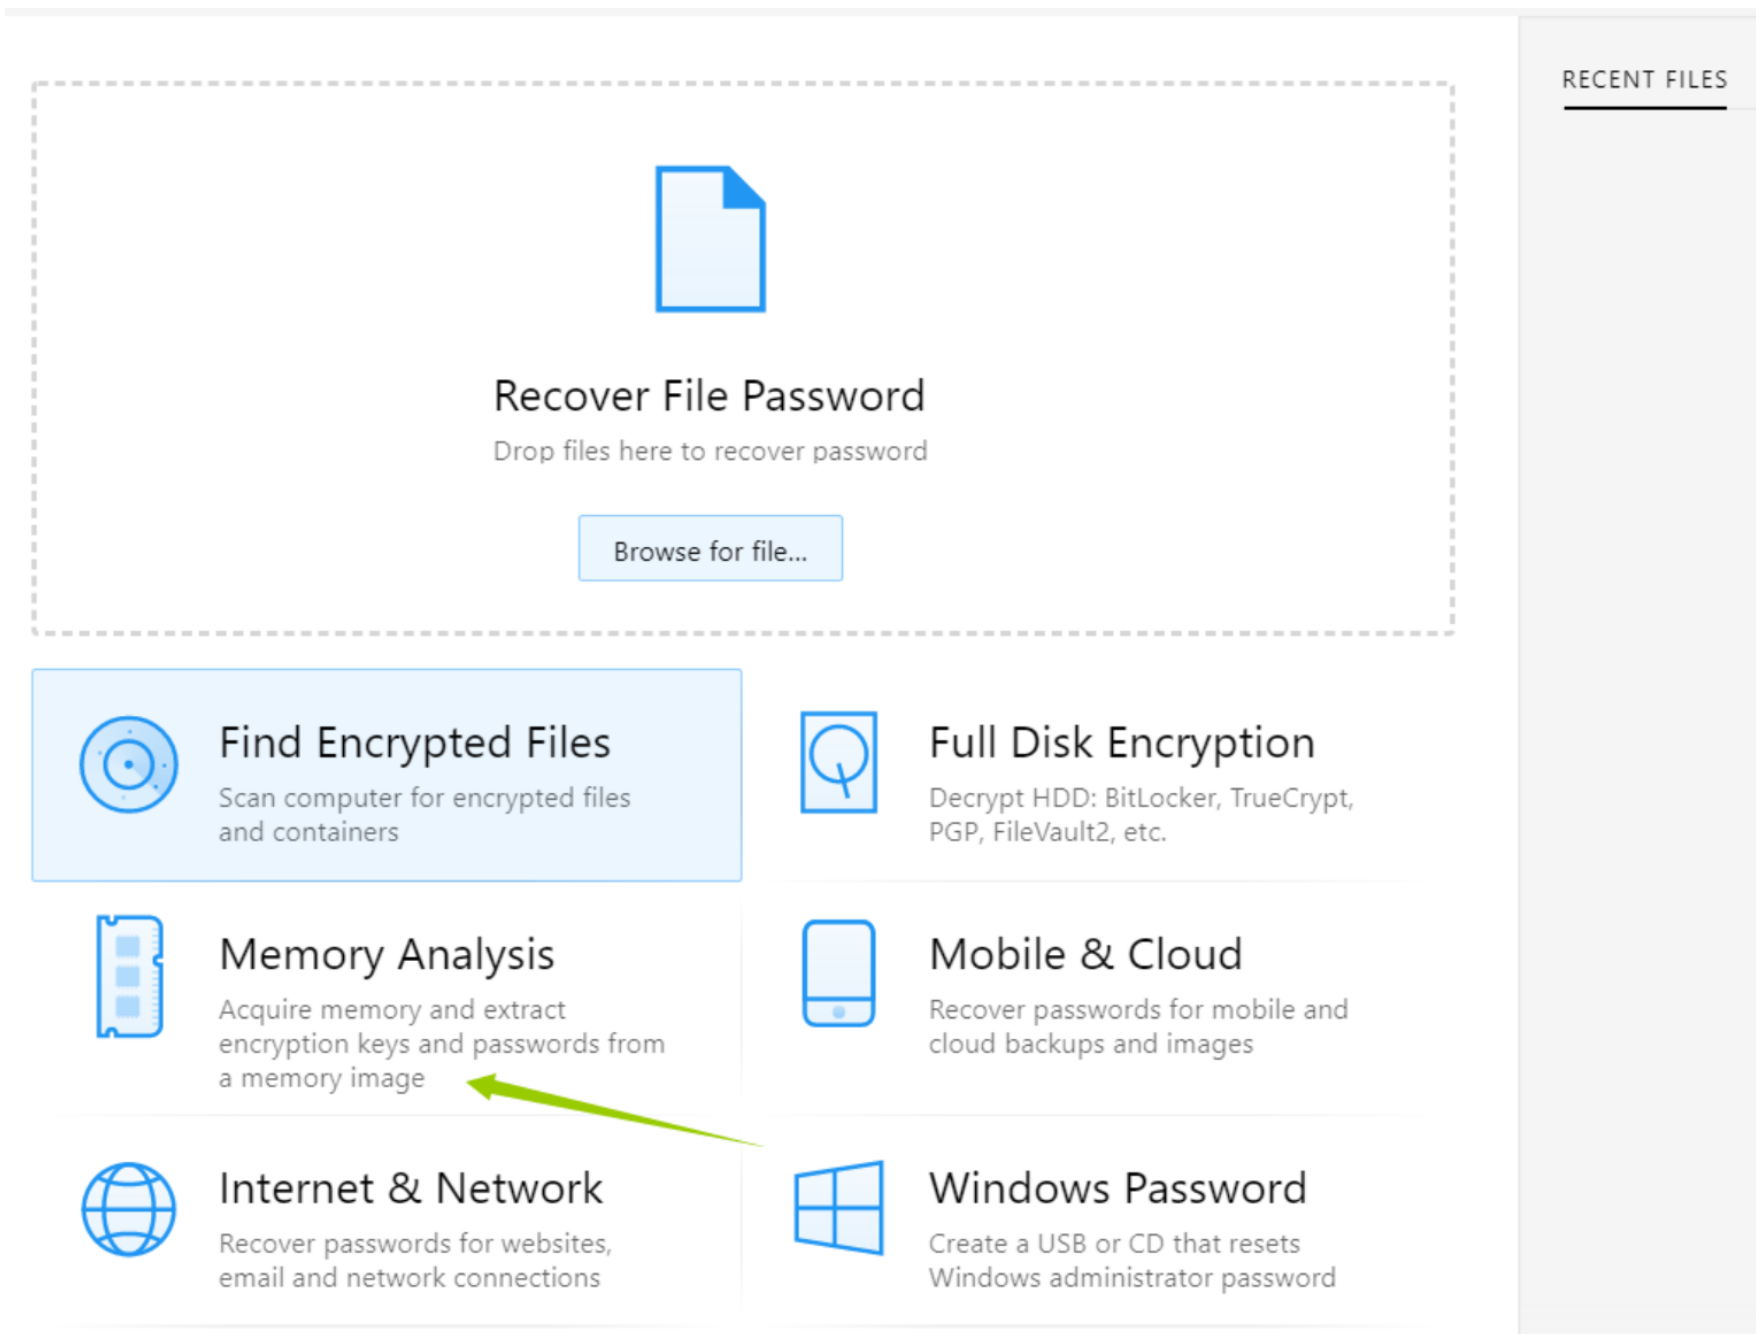 RECENT FILES
Recover File Password
Drop files here to recover password
Browse for file...
Find Encrypted Files
Scan computer for encrypted files
and containers
Full Disk Encryption
Decrypt HDD: BitLocker, TrueCrypt,
PGP, FileVault2, etc.
Memory Analysis
Acquire memory and extract
encryption keys and passwords from
a memory image
Mobile & Cloud
Recover passwords for mobile and
cloud backups and images
Internet & Network
Recover passwords for websites,
email and network connections
Windows Password
Create a USB or CD that resets
Windows administrator password